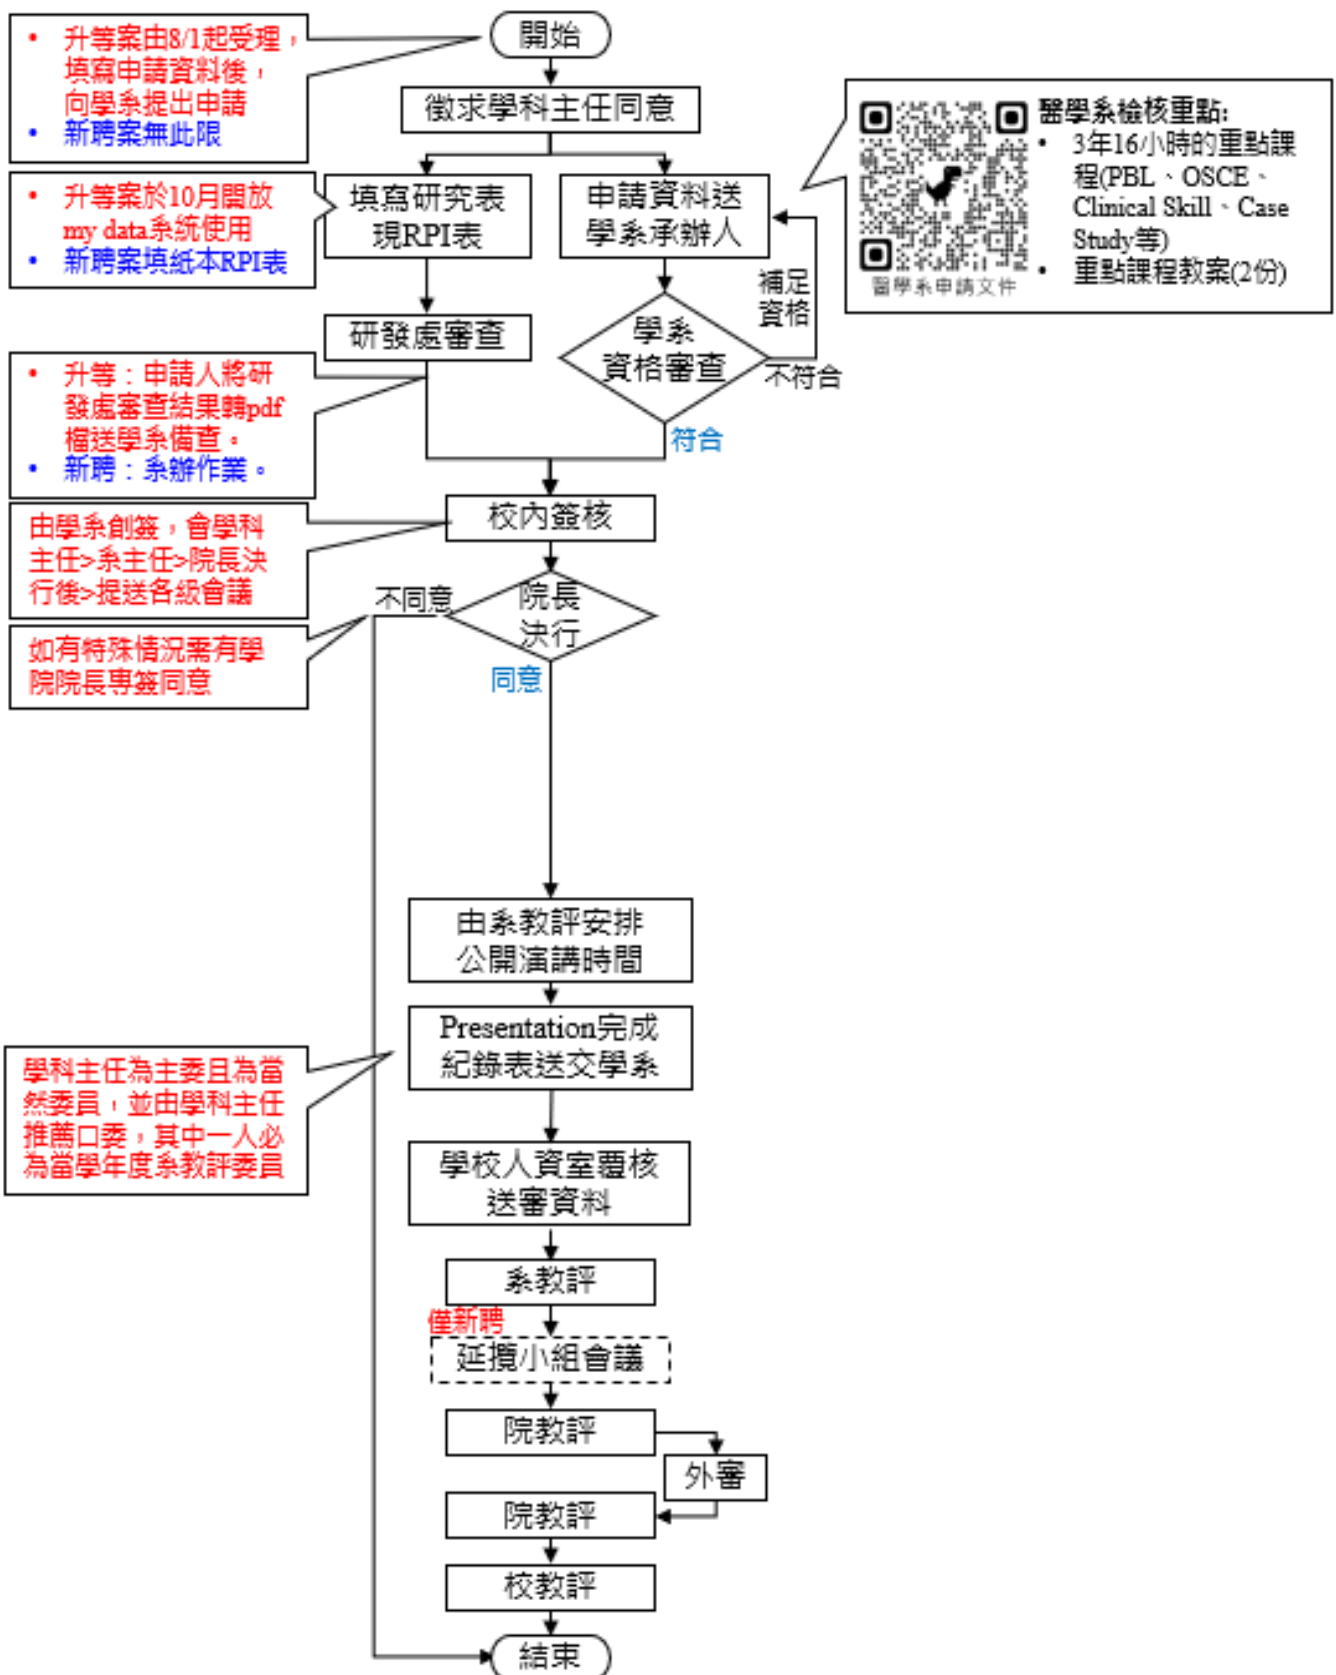 開始
• 升等案由8/1起受理，
填寫申請資料後，
向學系提出申請
• 新聘案無此限
徵求學科主任同意
醫學系檢核重點:
• 3年16小時的重點課
程(PBL、OSCE、
Clinical Skill、Case
Study等)
• 重點課程教案(2份)
醫學系申請文件
• 升等案於10月開放
my data系統使用
• 新聘案填紙本RPI表
填寫研究表
現RPI表
申請資料送
學系承辦人
補足
資格
研發處審查
學系
資格審查
不符合
符合
• 升等：申請人將研
發處審查結果轉pdf
檔送學系備查。
• 新聘：系辦作業。
校內簽核
由學系創簽，會學科
主任>系主任>院長決
行後>提送各級會議
不同意
院長
決行
同意
如有特殊情況需有學
院院長專簽同意
由系教評安排
公開演講時間
Presentation完成
紀錄表送交學系
學科主任為主委且為當
然委員，並由學科主任
推薦口委，其中一人必
為當學年度系教評委員
學校人資室覆核
送審資料
系教評
僅新聘
延攬小組會議
院教評
外審
院教評
校教評
結束